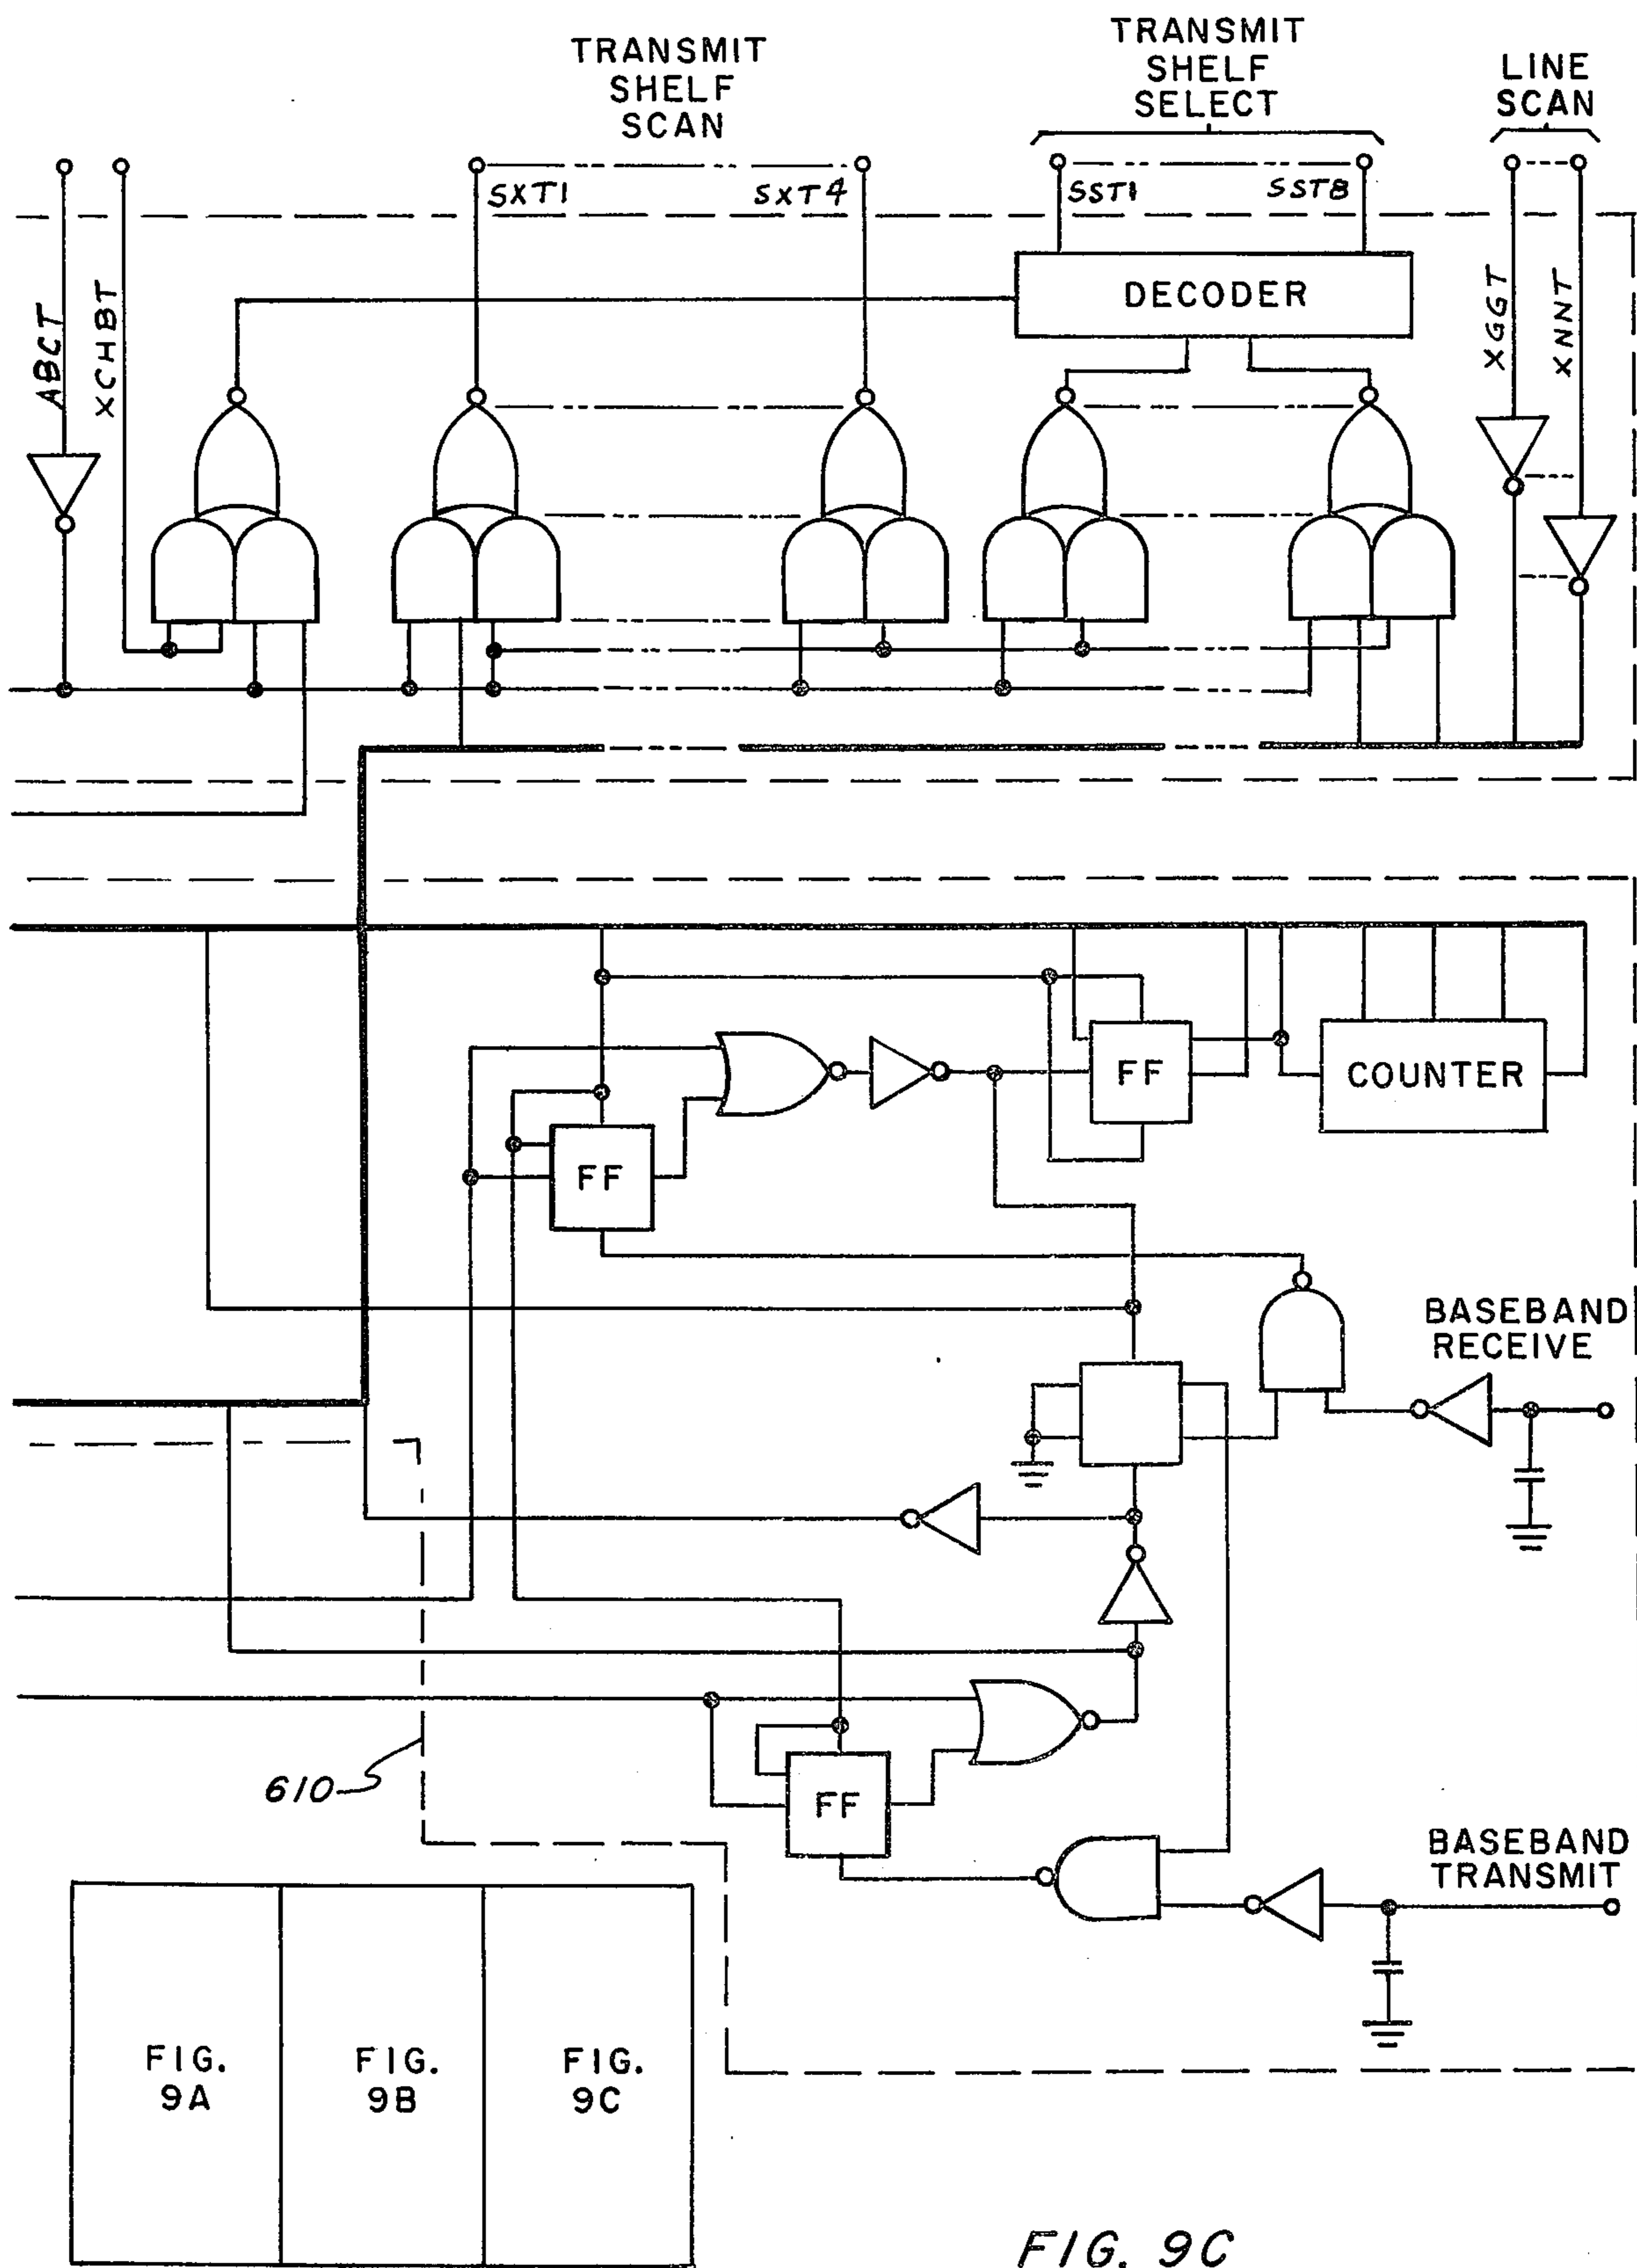 TRANSMIT
SHELF
SCAN
TRANSMIT
SHELF
SELECT
LINE
SCAN
SXT1
SXT4
SST1
SST8
ABCT
XCHBT
DECODER
XGGT
XNNT
FF
COUNTER
FF
BASEBAND
RECEIVE
610
FF
BASEBAND
TRANSMIT
FIG.
9A
FIG.
9B
FIG.
9C
FIG. 9C